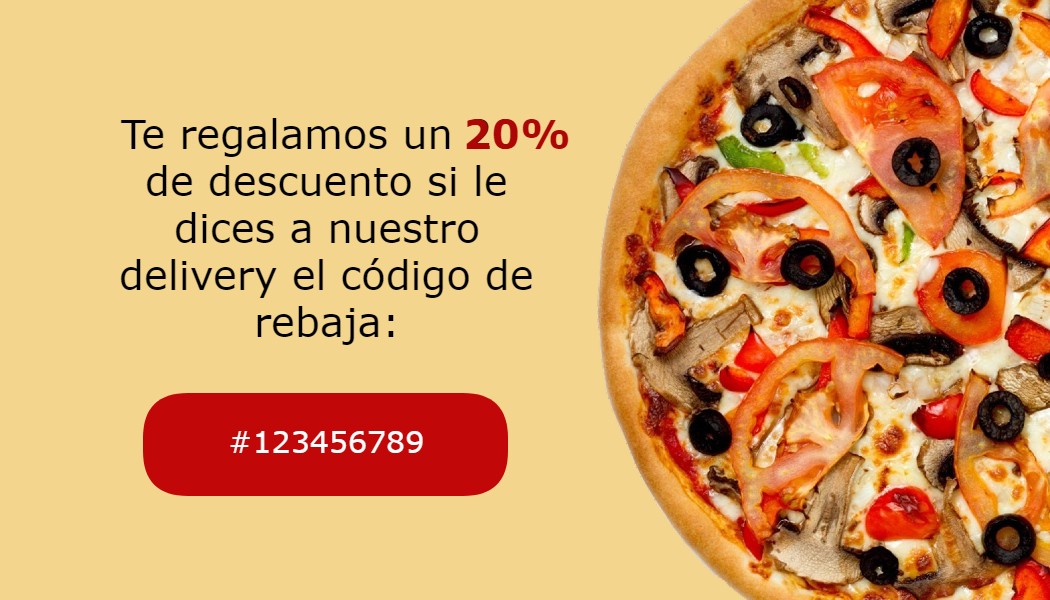 Te regalamos un 20%
de descuento si le
dices a nuestro
delivery el código de
rebaja:
#123456789